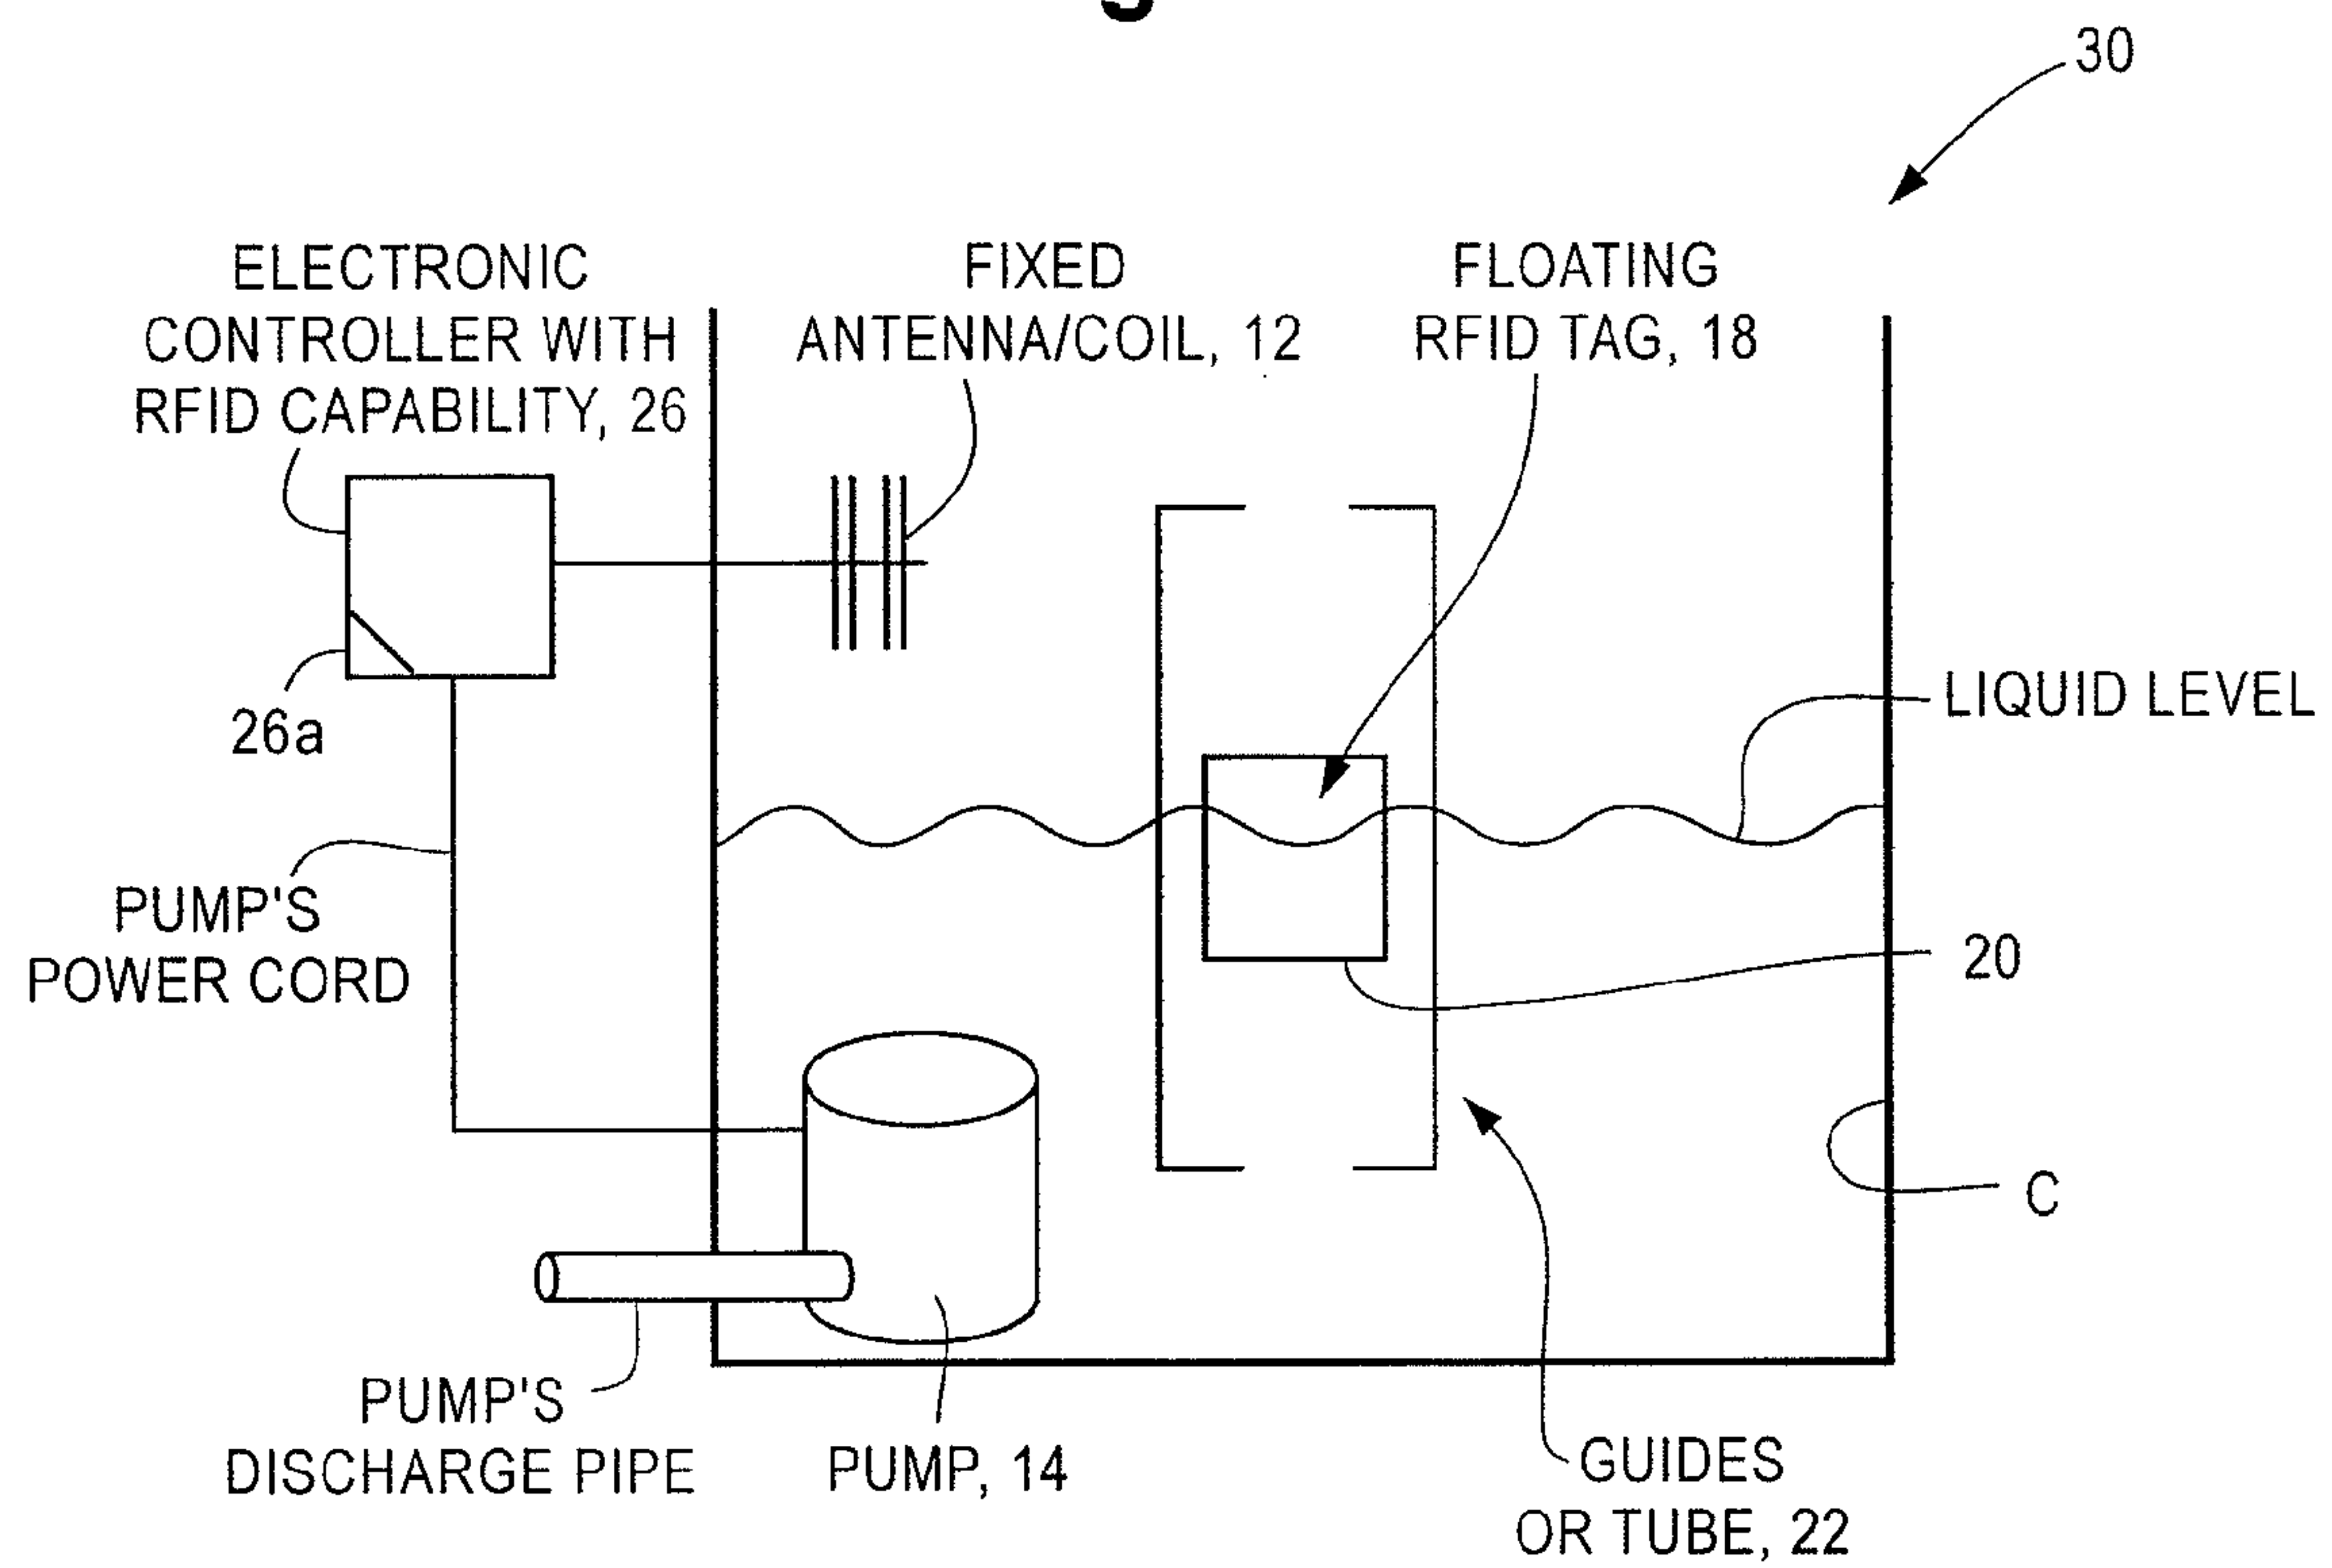 30
ELECTRONIC
CONTROLLER WITH
RFID CAPABILITY, 26
FIXED
ANTENNA/COIL, 12
FLOATING
RFID TAG, 18
LIQUID LEVEL
26a
PUMP'S
POWER CORD
20
C
PUMP'S
DISCHARGE PIPE
PUMP, 14
GUIDES
OR TUBE, 22